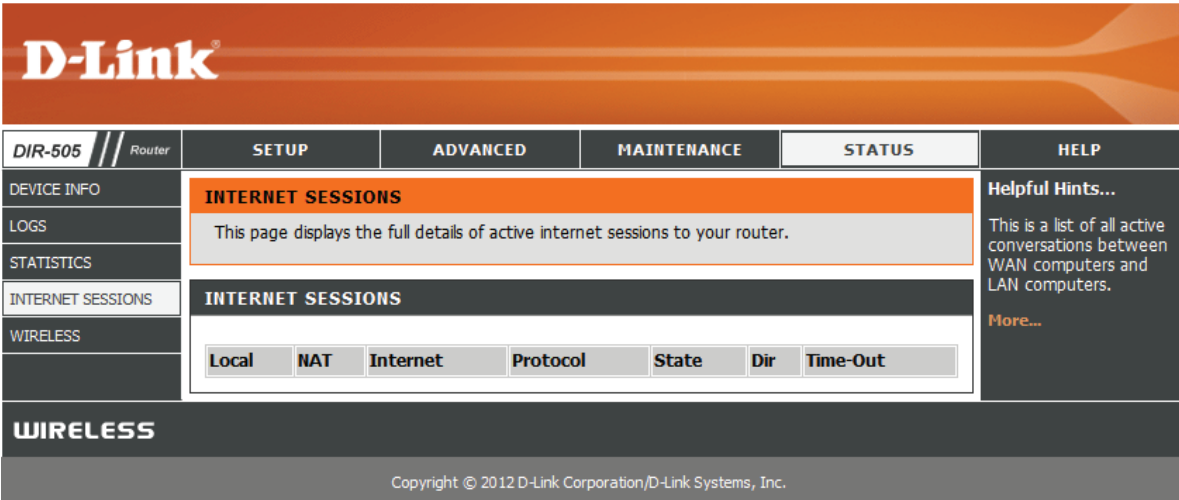 D-Link®
DIR-505 // Router
SETUP
ADVANCED
MAINTENANCE
STATUS
HELP
DEVICE INFO
LOGS
STATISTICS
INTERNET SESSIONS
WIRELESS
INTERNET SESSIONS
This page displays the full details of active internet sessions to your router.
INTERNET SESSIONS
Local NAT Internet Protocol State Dir Time-Out
Helpful Hints...
This is a list of all active
conversations between
WAN computers and
LAN computers.
More...
WIRELESS
Copyright © 2012 D-Link Corporation/D-Link Systems, Inc.